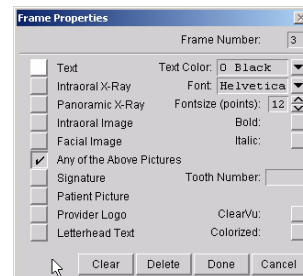 Frame Properties
Frame Number: 3
Text Text Color: 0 Black
Intraoral X-Ray Font: Helvetica
Panoramic X-Ray Fontsize (points): 12
Intraoral Image Bold:
Facial Image Italic:
Any of the Above Pictures
Signature Tooth Number:
Patient Picture
Provider Logo ClearVu:
Letterhead Text Colorized:
Clear Delete Done Cancel